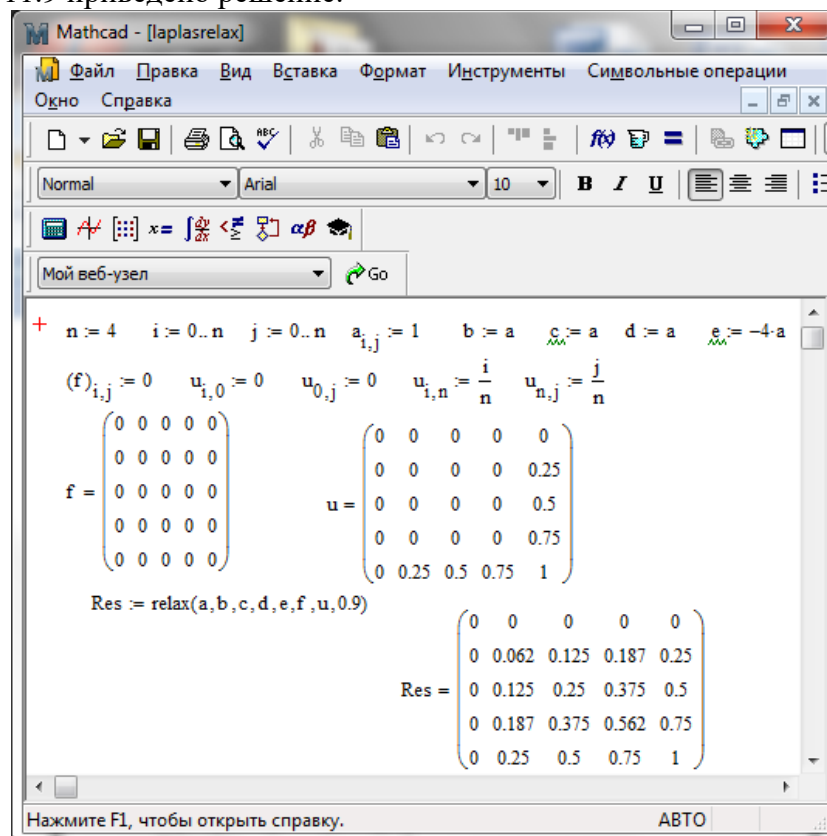 11.9 приведено решение.
Mathcad - [laplasrelax]
Файл Правка Вид Вставка Формат Инструменты Символьные операции
Окно Справка
Normal Arial 10 B I U
x= αβ
Мой веб-узел Go
n := 4 i := 0.. n j := 0.. n a i,j := 1 b := a c := a d := a e := −4·a
(f) i,j := 0 u i,0 := 0 u 0,j := 0 u i,n := i/n u n,j := j/n
f =
0 0 0 0 0
0 0 0 0 0
0 0 0 0 0
0 0 0 0 0
0 0 0 0 0
u =
0 0 0 0 0
0 0 0 0 0.25
0 0 0 0 0.5
0 0 0 0 0.75
0 0.25 0.5 0.75 1
Res := relax(a,b,c,d,e,f,u,0.9)
Res =
0 0 0 0 0
0 0.062 0.125 0.187 0.25
0 0.125 0.25 0.375 0.5
0 0.187 0.375 0.562 0.75
0 0.25 0.5 0.75 1
Нажмите F1, чтобы открыть справку. АВТО